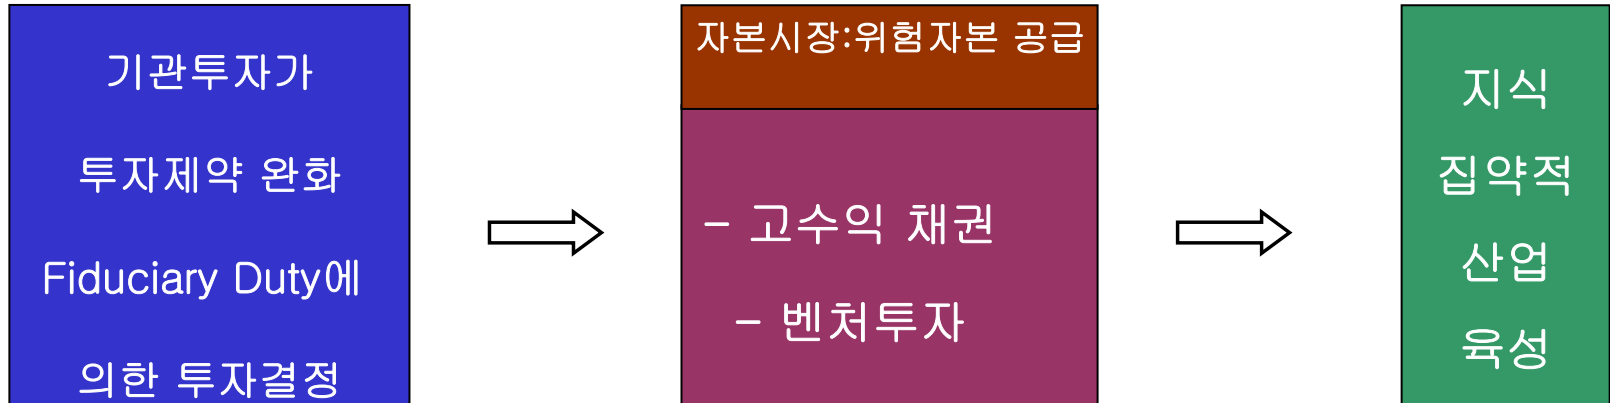 기관투자가
투자제약 완화
Fiduciary Duty에
의한 투자결정
자본시장:위험자본 공급
- 고수익 채권
- 벤처투자
지식
집약적
산업
육성